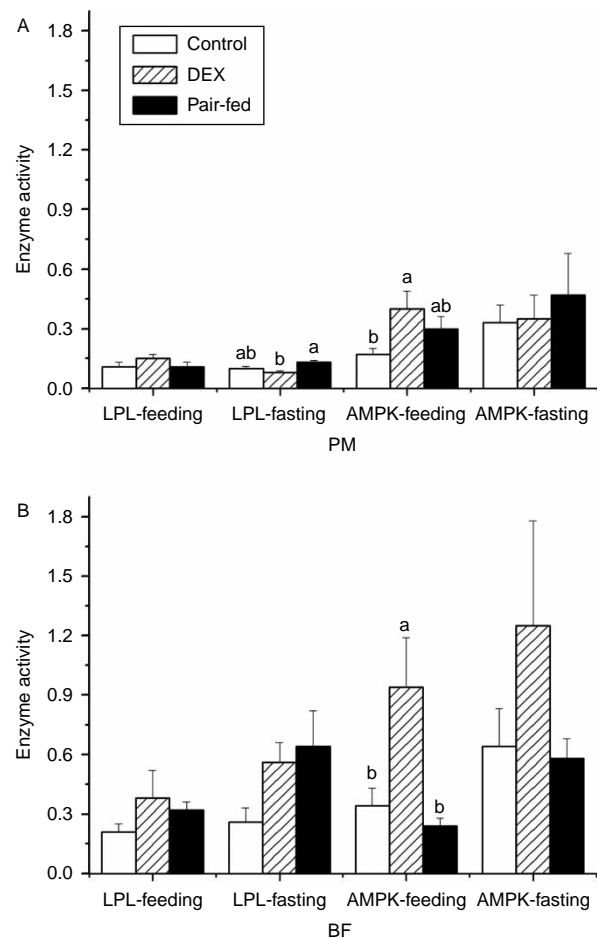 A
1.8
1.5
1.2
0.9
0.6
0.3
0.0
Enzyme activity
Control
DEX
Pair-fed
ab
b
a
b
a
ab
LPL-feeding
LPL-fasting
AMPK-feeding
AMPK-fasting
PM
B
1.8
1.5
1.2
0.9
0.6
0.3
0.0
Enzyme activity
b
a
b
LPL-feeding
LPL-fasting
AMPK-feeding
AMPK-fasting
BF